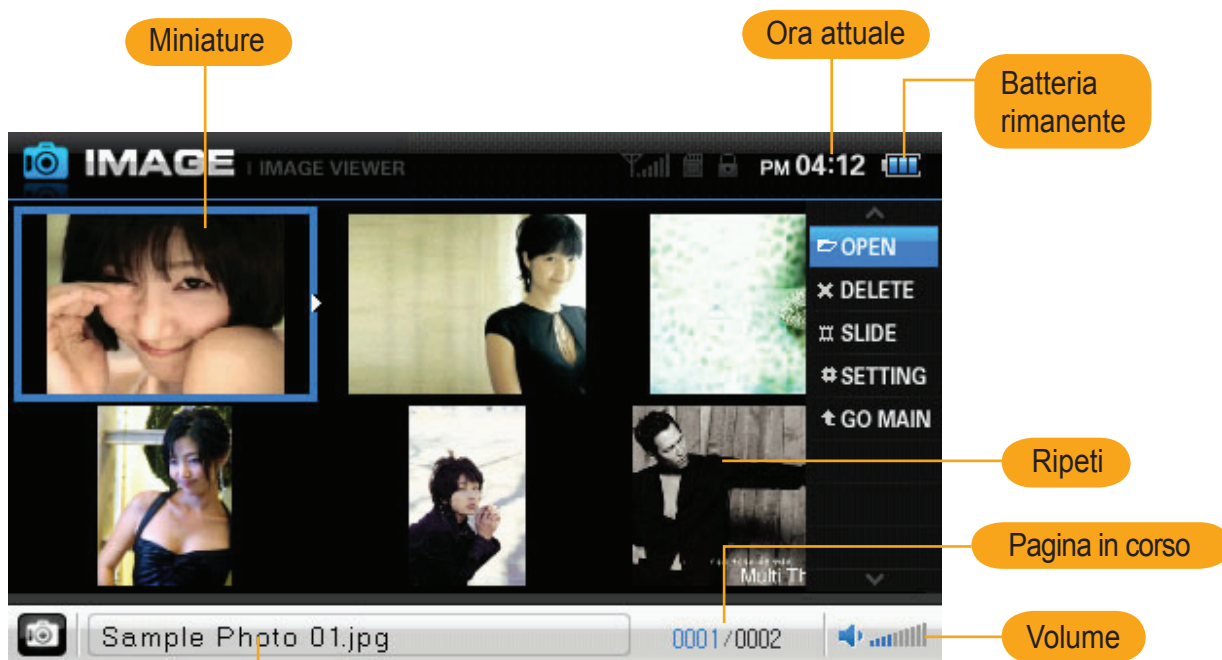 Miniature
Ora attuale
Batteria
rimanente
IMAGE I IMAGE VIEWER
PM 04:12
OPEN
DELETE
SLIDE
SETTING
GO MAIN
Ripeti
Multi Th
Pagina in corso
Sample Photo 01.jpg
0001/0002
Volume